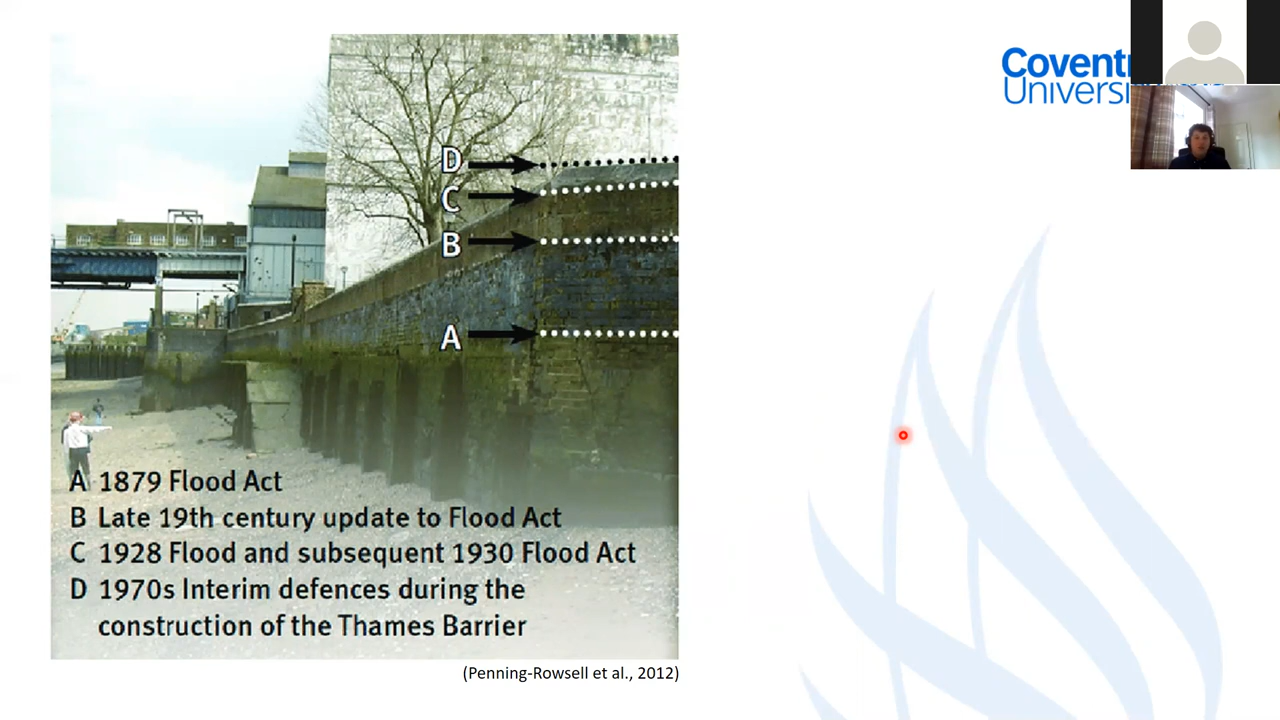 Coventr
Universi
D
C
B
A
A 1879 Flood Act
B Late 19th century update to Flood Act
C 1928 Flood and subsequent 1930 Flood Act
D 1970s Interim defences during the
construction of the Thames Barrier
(Penning-Rowsell et al., 2012)